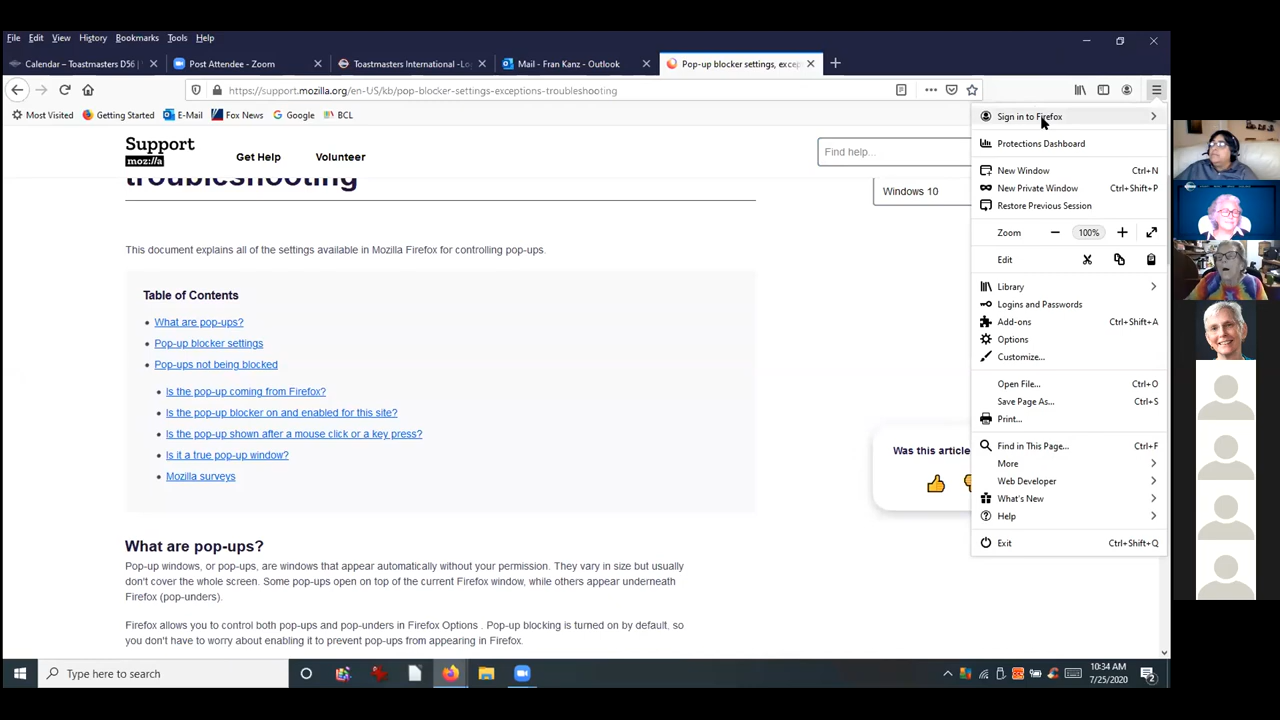 File Edit View History Bookmarks Tools Help
Calendar – Toastmasters D56 | Post Attendee - Zoom Toastmasters International -Lo Mail - Fran Kanz - Outlook Pop-up blocker settings, exce
https://support.mozilla.org/en-US/kb/pop-blocker-settings-exceptions-troubleshooting
Most Visited Getting Started E-Mail Fox News Google BCL
Support
moz://a
Get Help Volunteer
Find help...
troubleshooting
Windows 10
This document explains all of the settings available in Mozilla Firefox for controlling pop-ups.
Table of Contents
• What are pop-ups?
• Pop-up blocker settings
• Pop-ups not being blocked
• Is the pop-up coming from Firefox?
• Is the pop-up blocker on and enabled for this site?
• Is the pop-up shown after a mouse click or a key press?
• Is it a true pop-up window?
• Mozilla surveys
Was this article
What are pop-ups?
Pop-up windows, or pop-ups, are windows that appear automatically without your permission. They vary in size but usually
don't cover the whole screen. Some pop-ups open on top of the current Firefox window, while others appear underneath
Firefox (pop-unders).
Firefox allows you to control both pop-ups and pop-unders in Firefox Options . Pop-up blocking is turned on by default, so
you don't have to worry about enabling it to prevent pop-ups from appearing in Firefox.
Sign in to Firefox
Protections Dashboard
New Window Ctrl+N
New Private Window Ctrl+Shift+P
Restore Previous Session
Zoom 100%
Edit
Library
Logins and Passwords
Add-ons Ctrl+Shift+A
Options
Customize...
Open File... Ctrl+O
Save Page As... Ctrl+S
Print...
Find in This Page... Ctrl+F
More
Web Developer
What's New
Help
Exit Ctrl+Shift+Q
Type here to search
10:34 AM
7/25/2020
2